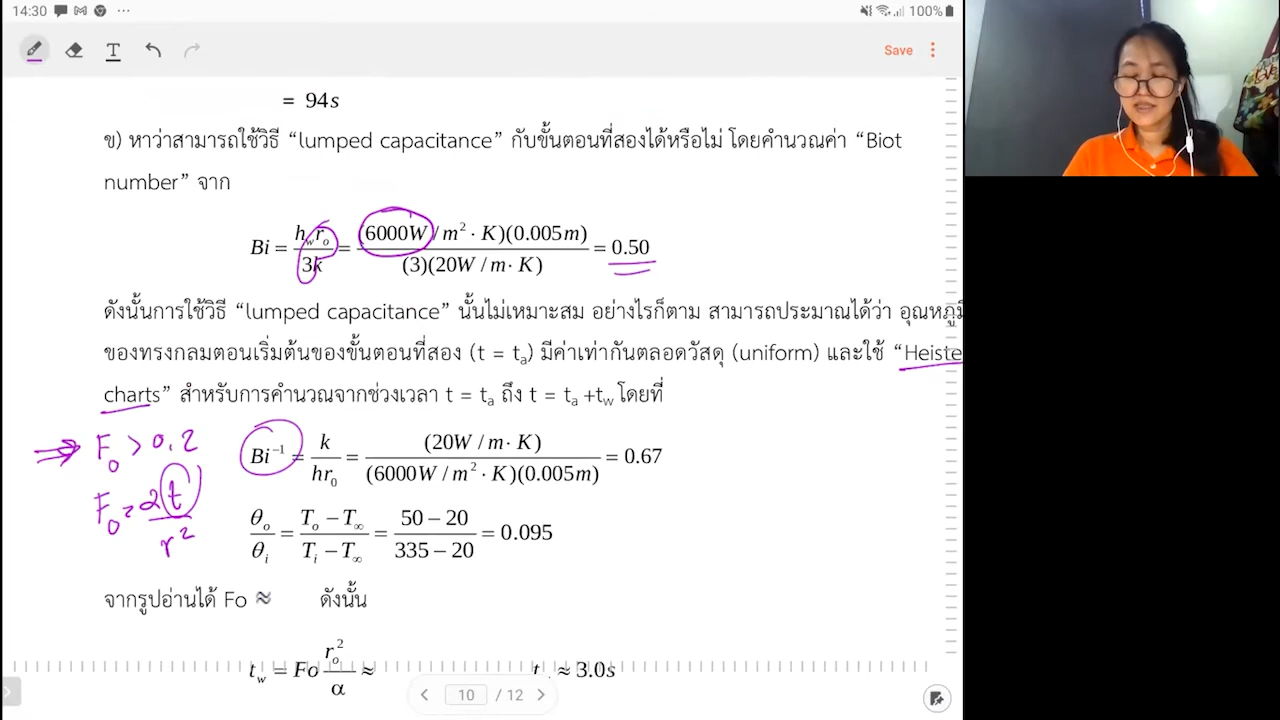 14:30 100%
T Save
= 94s
ข) หาว่าสามารถใช้วิธี “lumped capacitance” กับขั้นตอนที่สองได้หรือไม่ โดยคำนวณค่า “Biot
number” จาก
Bi = h_w r_o / 3k = (6000W / m² · K)(0.005m) / (3)(20W / m · K) = 0.50
ดังนั้นการใช้วิธี “lumped capacitance” นั้นไม่เหมาะสม อย่างไรก็ตาม สามารถประมาณได้ว่า อุณหภูมิ
ของทรงกลมตอนเริ่มต้นของขั้นตอนที่สอง (t = tₐ) มีค่าเท่ากันตลอดวัสดุ (uniform) และใช้ “Heisle
charts” สำหรับการคำนวณจากช่วงเวลา t = tₐ ถึง t = tₐ +t_w โดยที่
⇒ F₀ > 0.2
Bi⁻¹ = k / hr₀ = (20W / m · K) / (6000W / m² · K)(0.005m) = 0.67
F₀ = αt / r²
θ_o / θ_i = T_o − T_∞ / T_i − T_∞ = 50 − 20 / 335 − 20 = 0.095
จากรูปอ่านได้ Fo ≈ ดังนั้น
t_w = Fo r_o² / α ≈ ≈ 3.0s
10 / 12